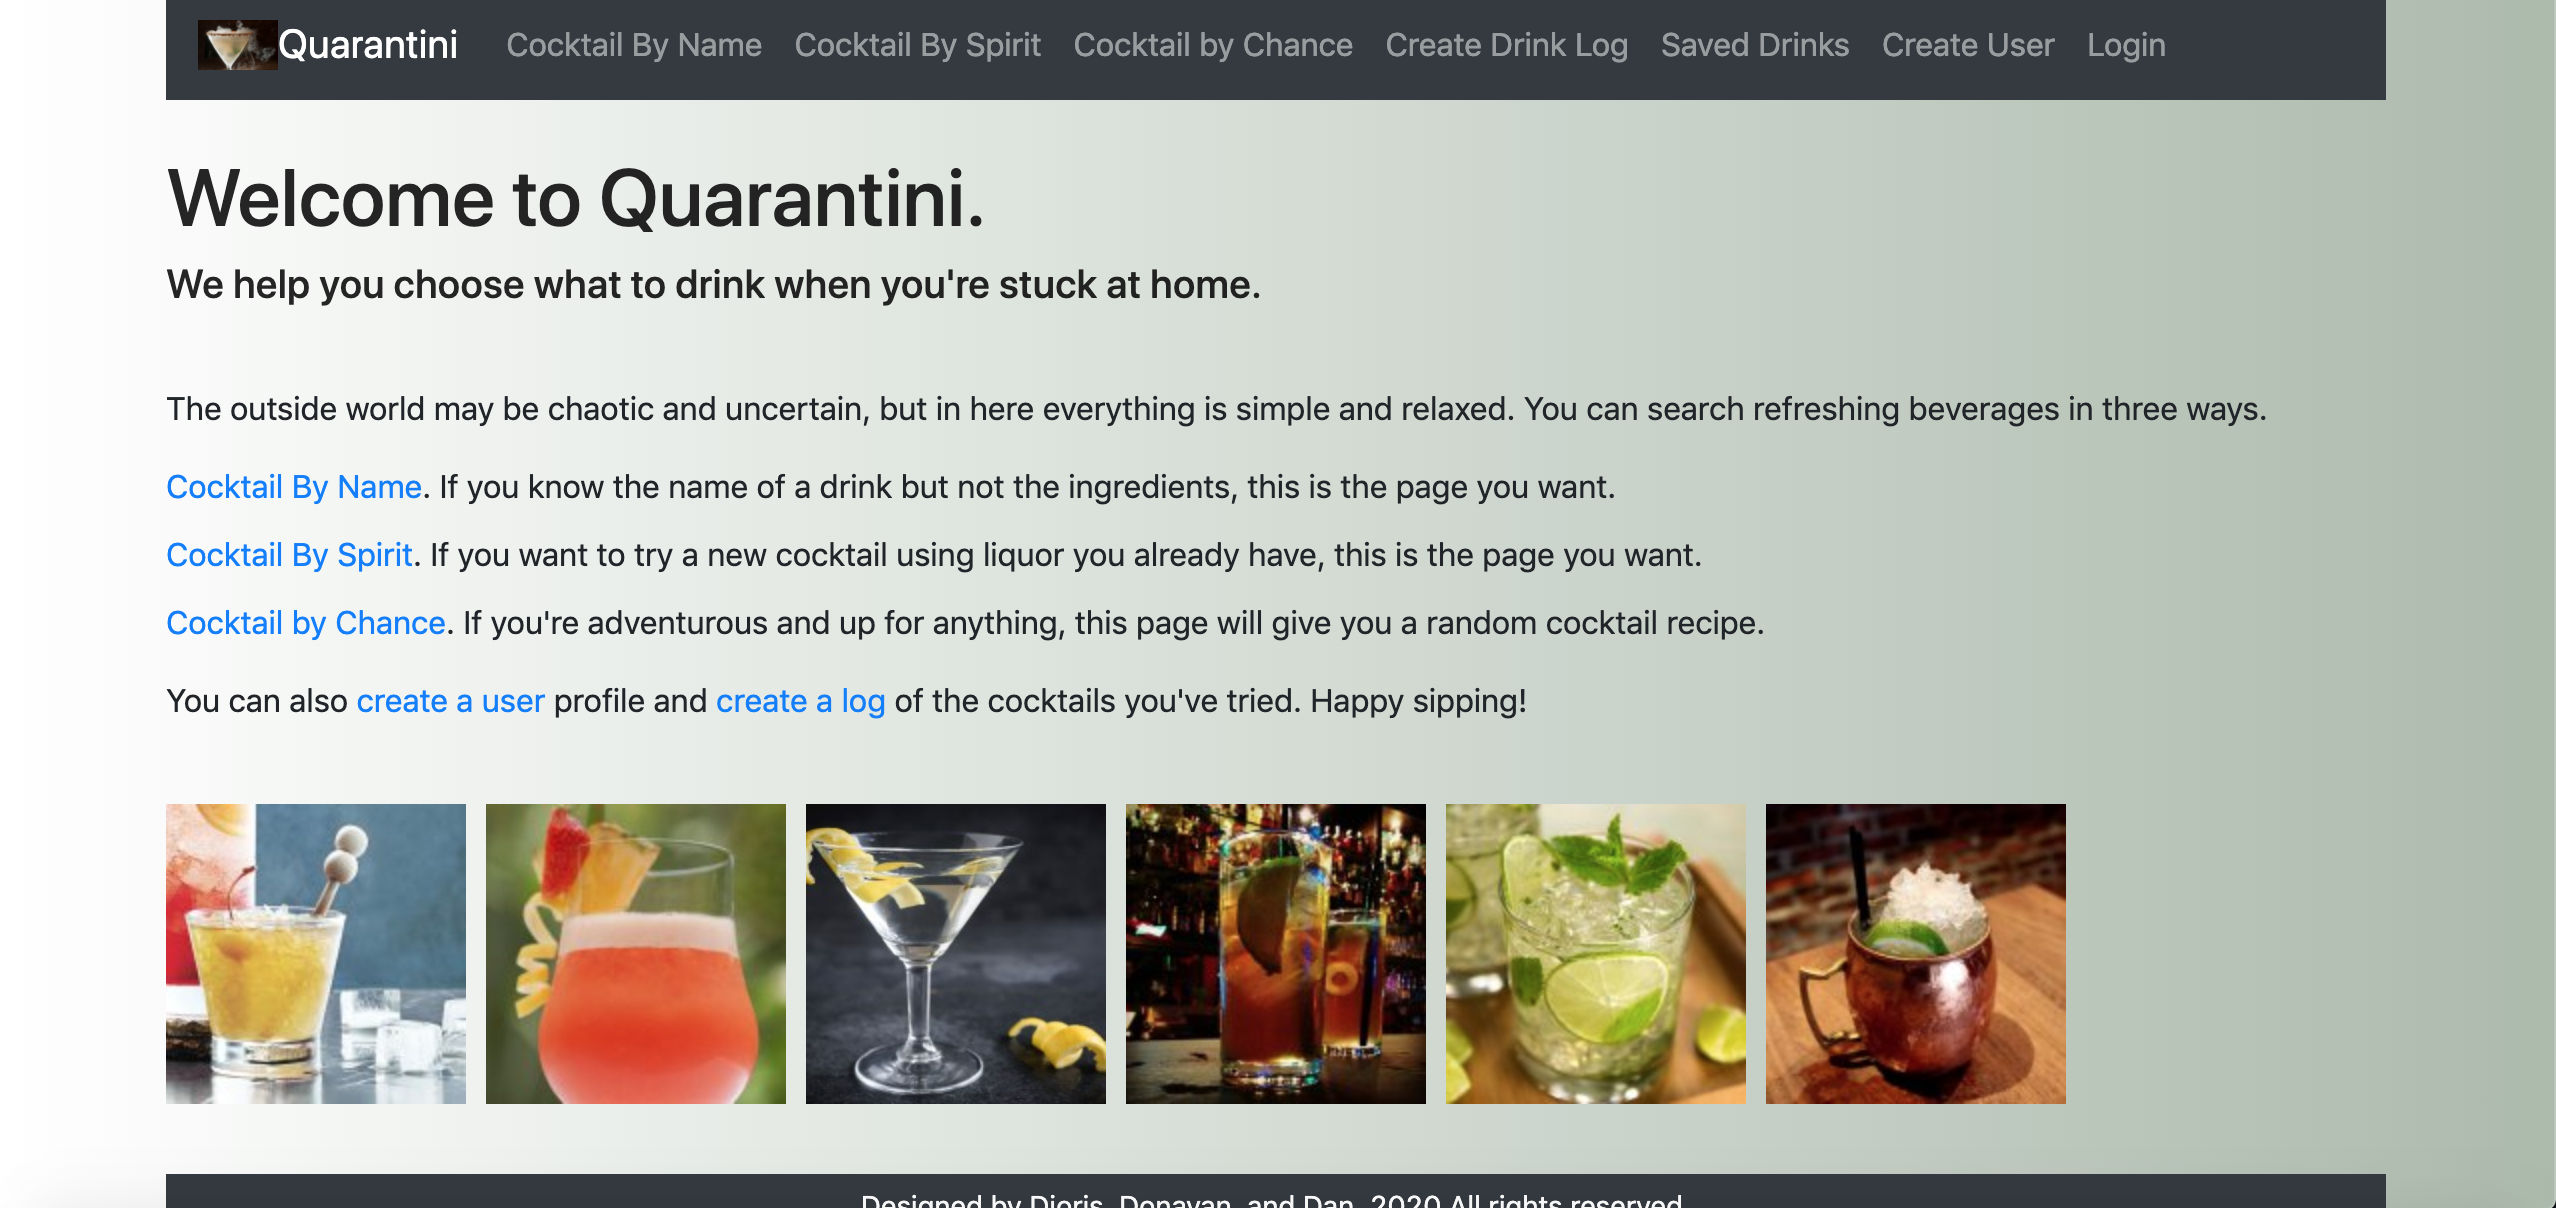 Quarantini Cocktail By Name Cocktail By Spirit Cocktail by Chance Create Drink Log Saved Drinks Create User Login
Welcome to Quarantini.
We help you choose what to drink when you're stuck at home.
The outside world may be chaotic and uncertain, but in here everything is simple and relaxed. You can search refreshing beverages in three ways.
Cocktail By Name. If you know the name of a drink but not the ingredients, this is the page you want.
Cocktail By Spirit. If you want to try a new cocktail using liquor you already have, this is the page you want.
Cocktail by Chance. If you're adventurous and up for anything, this page will give you a random cocktail recipe.
You can also create a user profile and create a log of the cocktails you've tried. Happy sipping!
Designed by Dioris, Donavan, and Dan. 2020 All rights reserved